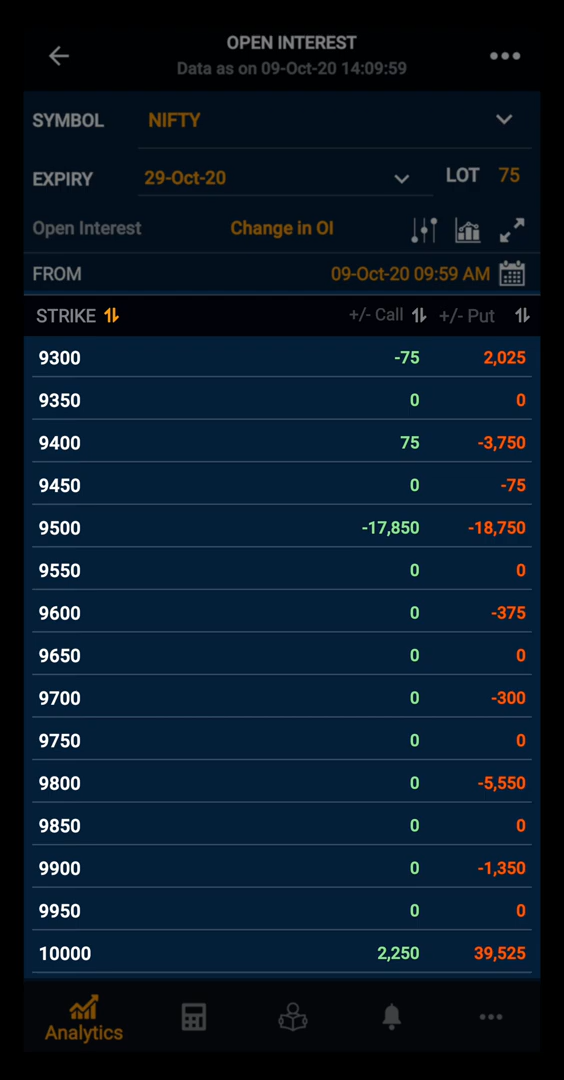 OPEN INTEREST
Data as on 09-Oct-20 14:09:59
SYMBOL NIFTY
EXPIRY 29-Oct-20 LOT 75
Open Interest Change in OI
FROM 09-Oct-20 09:59 AM
STRIKE +/- Call +/- Put
9300 -75 2,025
9350 0 0
9400 75 -3,750
9450 0 -75
9500 -17,850 -18,750
9550 0 0
9600 0 -375
9650 0 0
9700 0 -300
9750 0 0
9800 0 -5,550
9850 0 0
9900 0 -1,350
9950 0 0
10000 2,250 39,525
Analytics